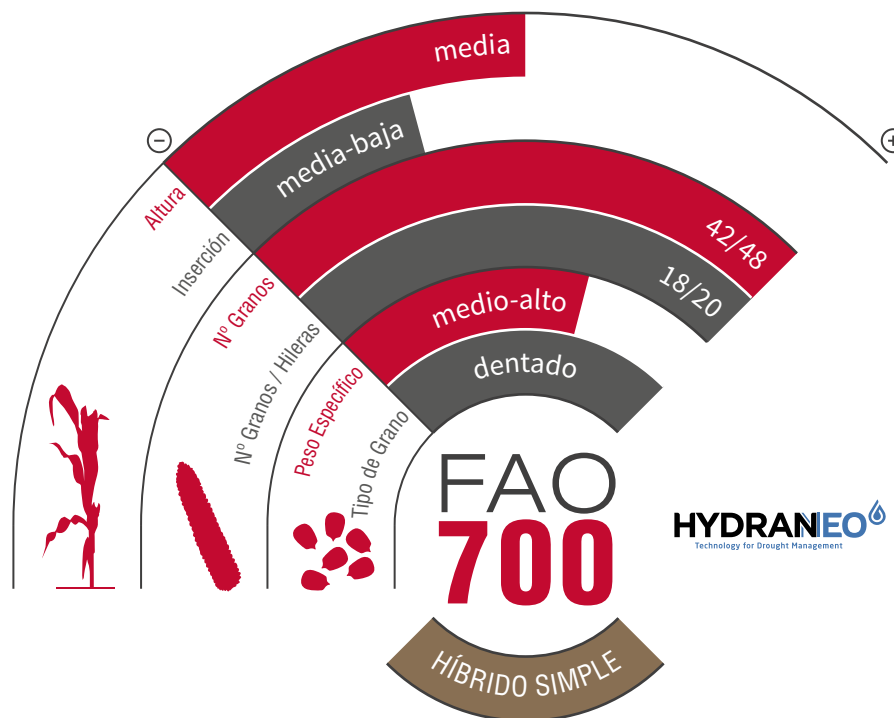 media
−
+
media-baja
Altura
Inserción
42/48
Nº Granos
18/20
Nº Granos / Hileras
medio-alto
Peso Específico
dentado
Tipo de Grano
FAO
700
HYDRANEO
Technology for Drought Management
HÍBRIDO SIMPLE